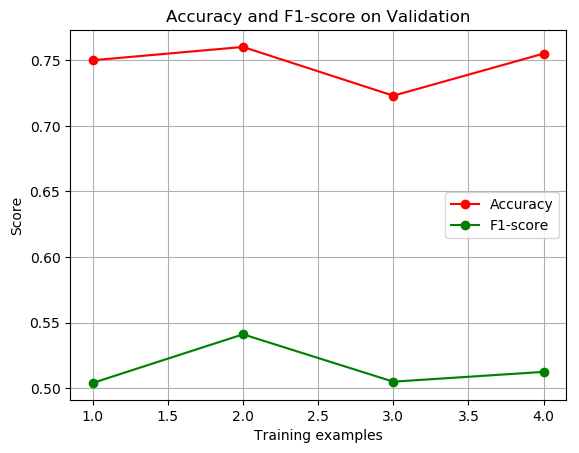 Accuracy and F1-score on Validation
Score
0.75
0.70
0.65
0.60
0.55
0.50
Accuracy
F1-score
1.0 1.5 2.0 2.5 3.0 3.5 4.0
Training examples